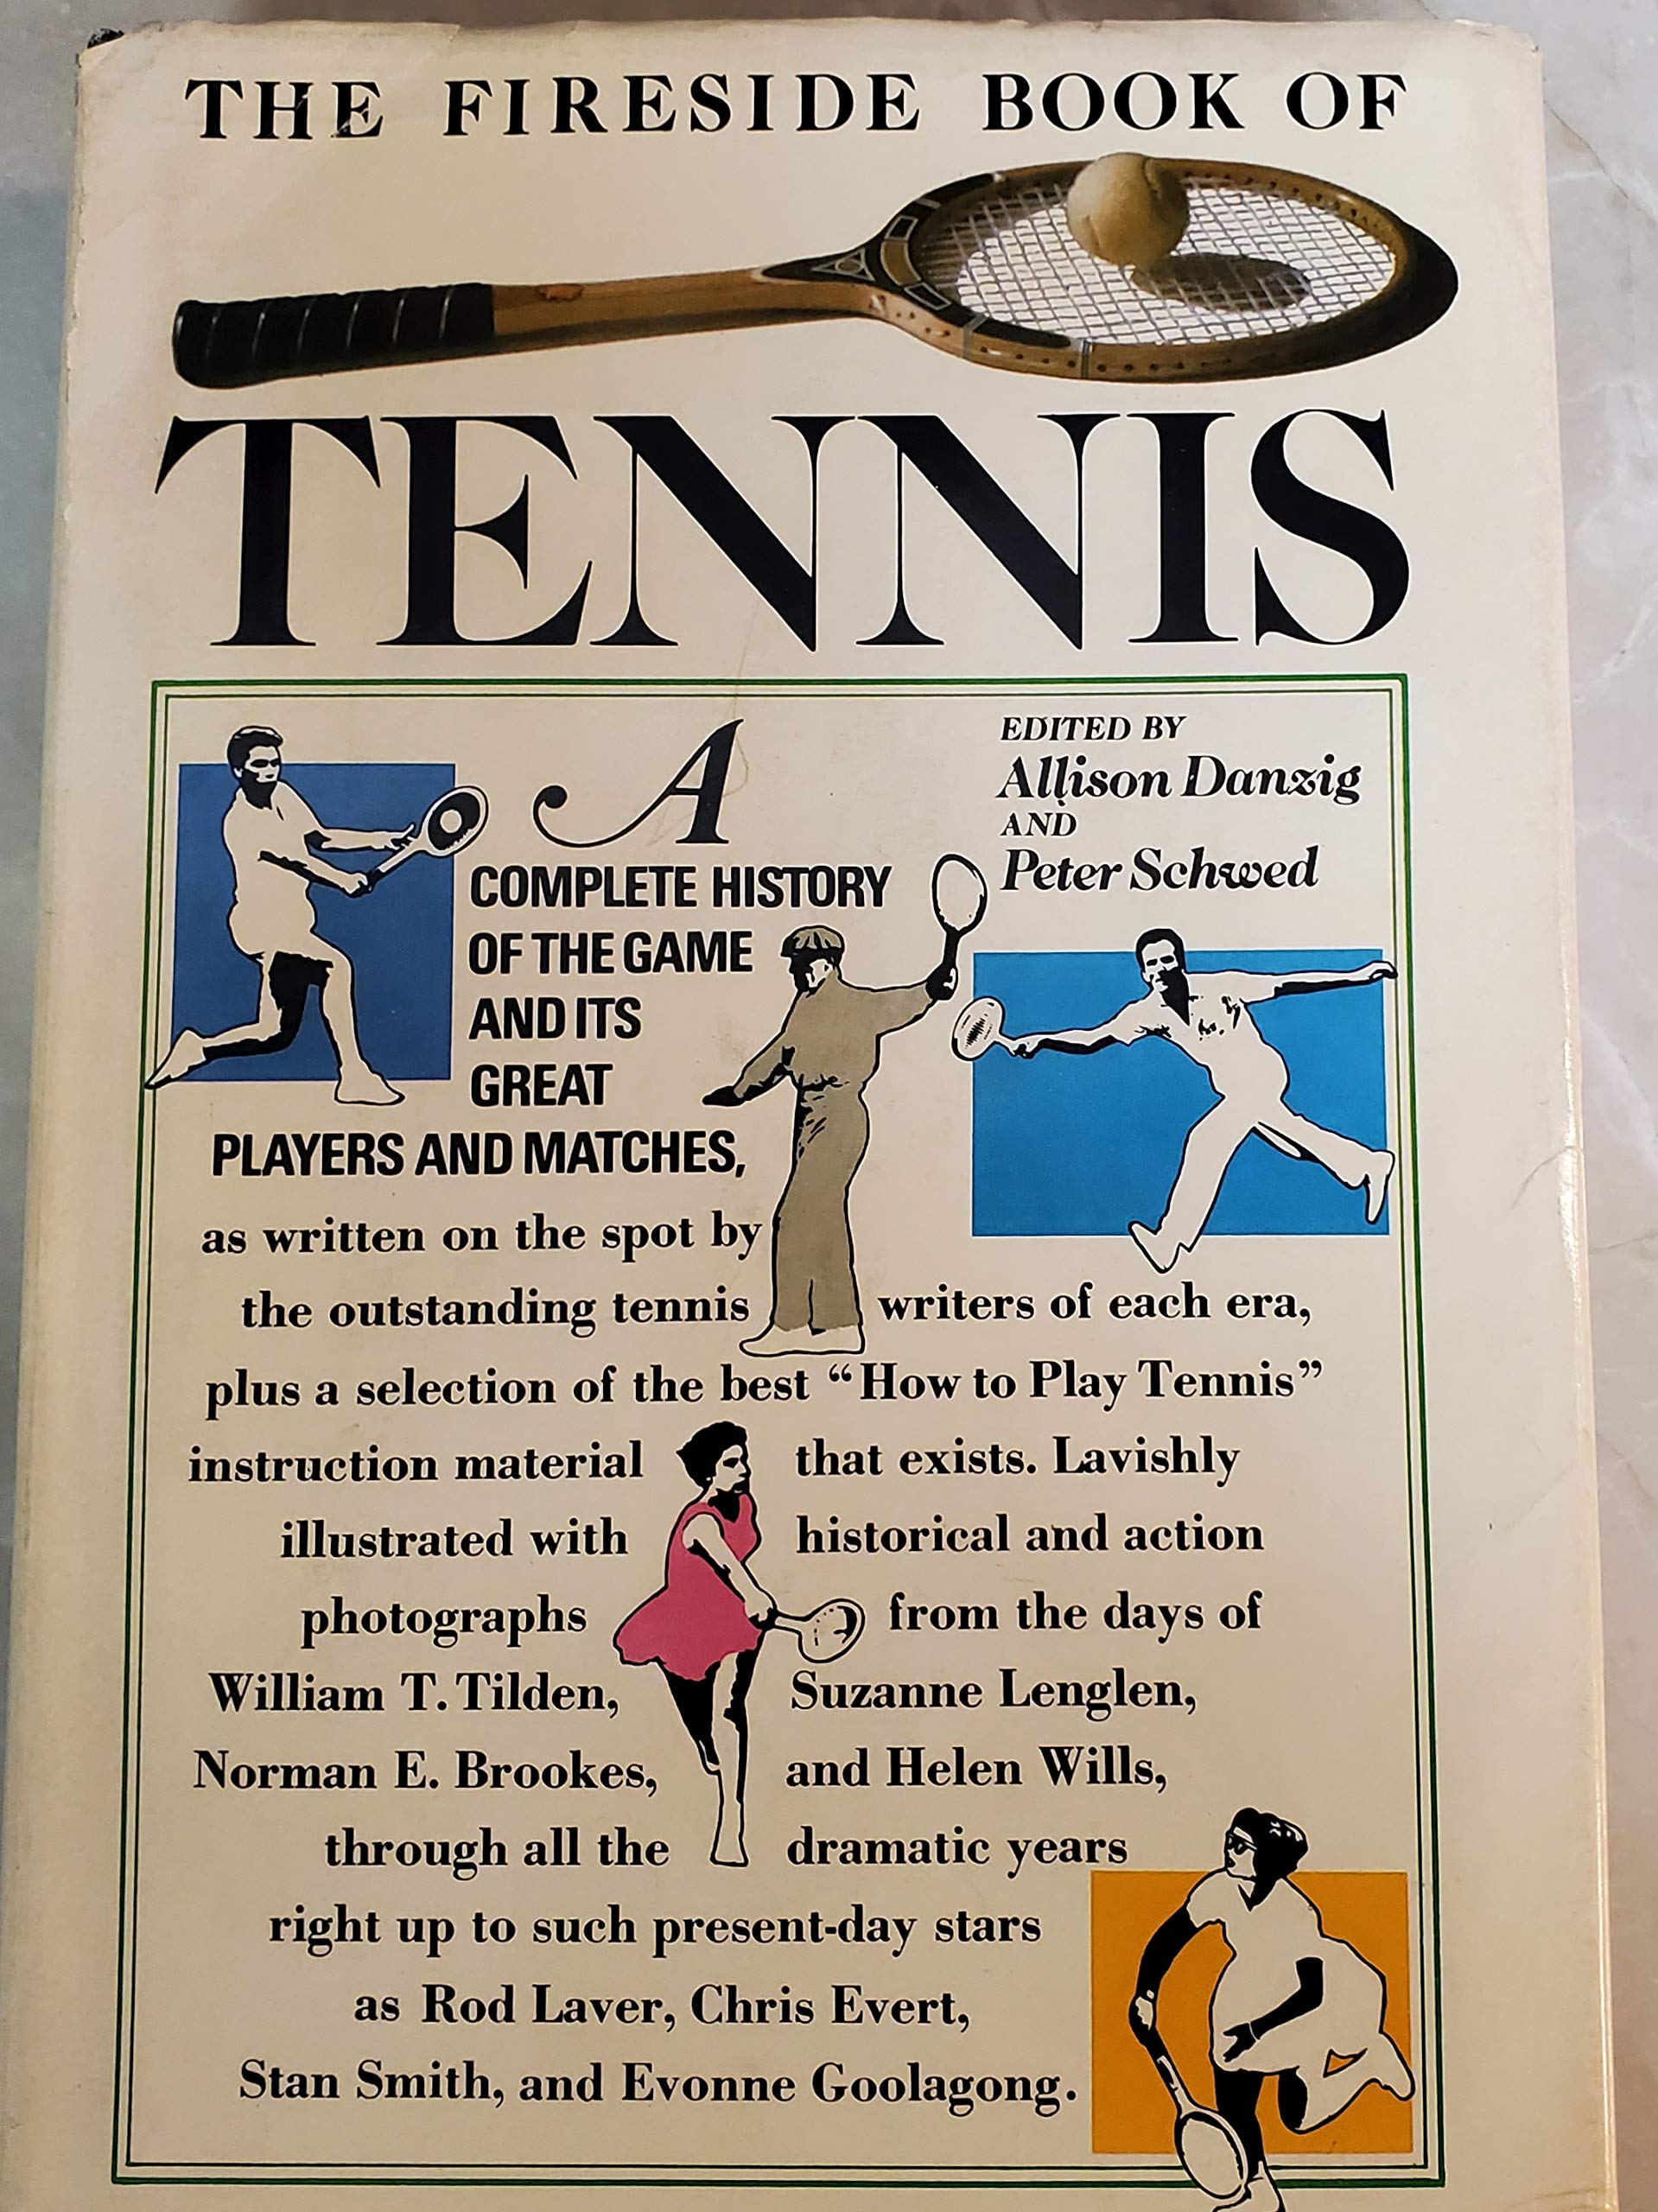 THE FIRESIDE BOOK OF
TENNIS
EDITED BY
Allison Danzig
AND
Peter Schwed
A
COMPLETE HISTORY
OF THE GAME
AND ITS
GREAT
PLAYERS AND MATCHES,
as written on the spot by
the outstanding tennis writers of each era,
plus a selection of the best “How to Play Tennis”
instruction material that exists. Lavishly
illustrated with historical and action
photographs from the days of
William T. Tilden, Suzanne Lenglen,
Norman E. Brookes, and Helen Wills,
through all the dramatic years
right up to such present-day stars
as Rod Laver, Chris Evert,
Stan Smith, and Evonne Goolagong.